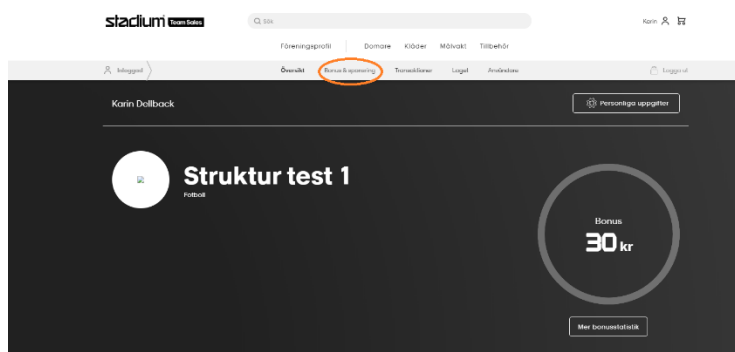 stadium Team Sales
Sök
Karin
Föreningsprofil Domare Kläder Målvakt Tillbehör
Inloggad Översikt Bonus & sponsring Transaktioner Laget Användare Logga ut
Karin Dollback
Personliga uppgifter
Struktur test 1
Fotboll
Bonus
30 kr
Mer bonusstatistik